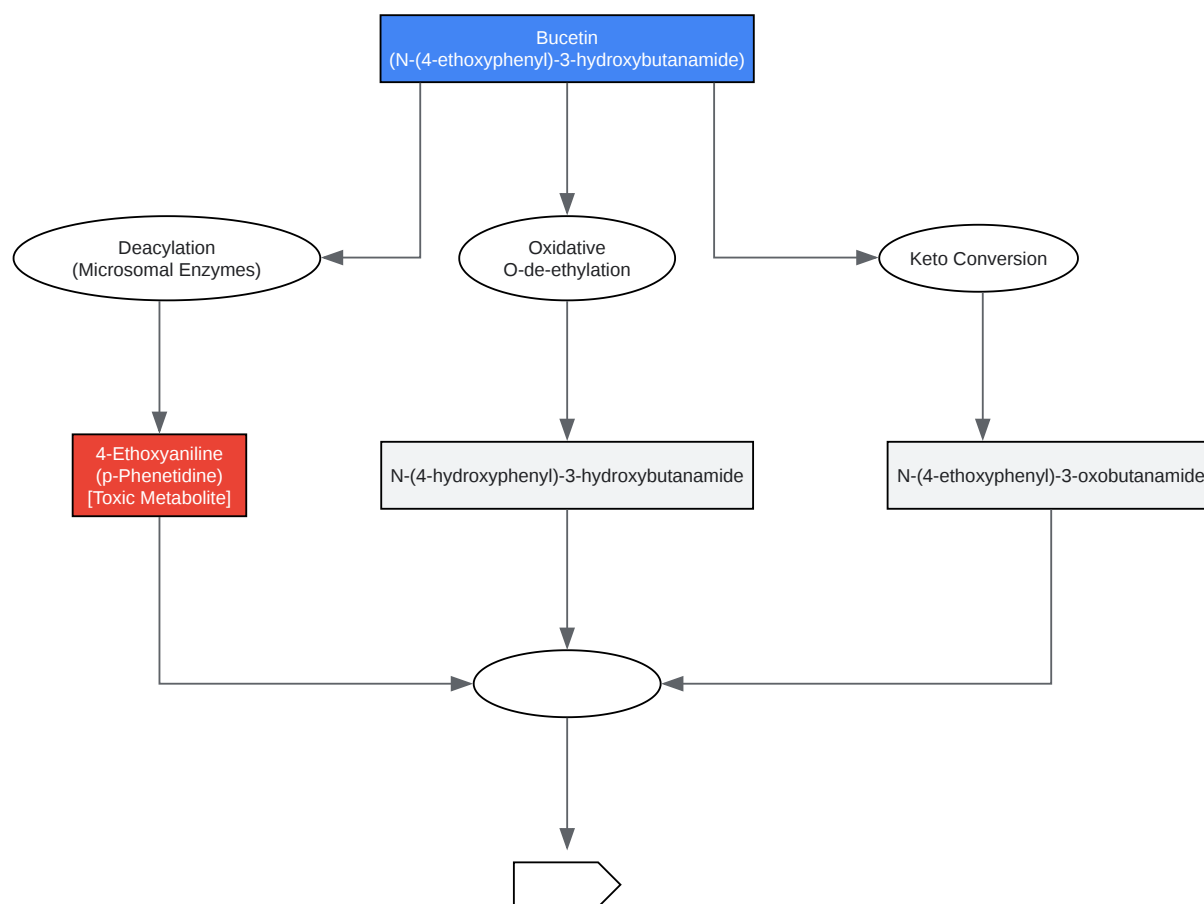 Bucetin
(N-(4-ethoxyphenyl)-3-hydroxybutanamide)
Deacylation
(Microsomal Enzymes)
Oxidative
O-de-ethylation
Keto Conversion
4-Ethoxyaniline
(p-Phenetidine)
[Toxic Metabolite]
N-(4-hydroxyphenyl)-3-hydroxybutanamide
N-(4-ethoxyphenyl)-3-oxobutanamide